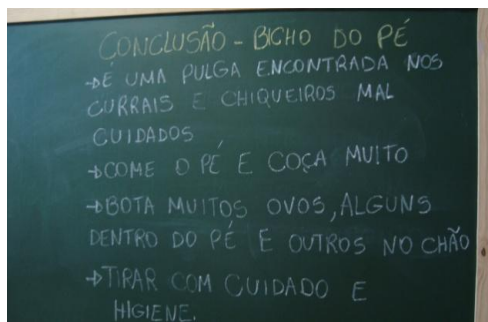 CONCLUSÃO - BICHO DO PÉ
→É UMA PULGA ENCONTRADA NOS
CURRAIS E CHIQUEIROS MAL
CUIDADOS
→COME O PÉ E COÇA MUITO
→BOTA MUITOS OVOS, ALGUNS
DENTRO DO PÉ E OUTROS NO CHÃO
→TIRAR COM CUIDADO E
HIGIENE.